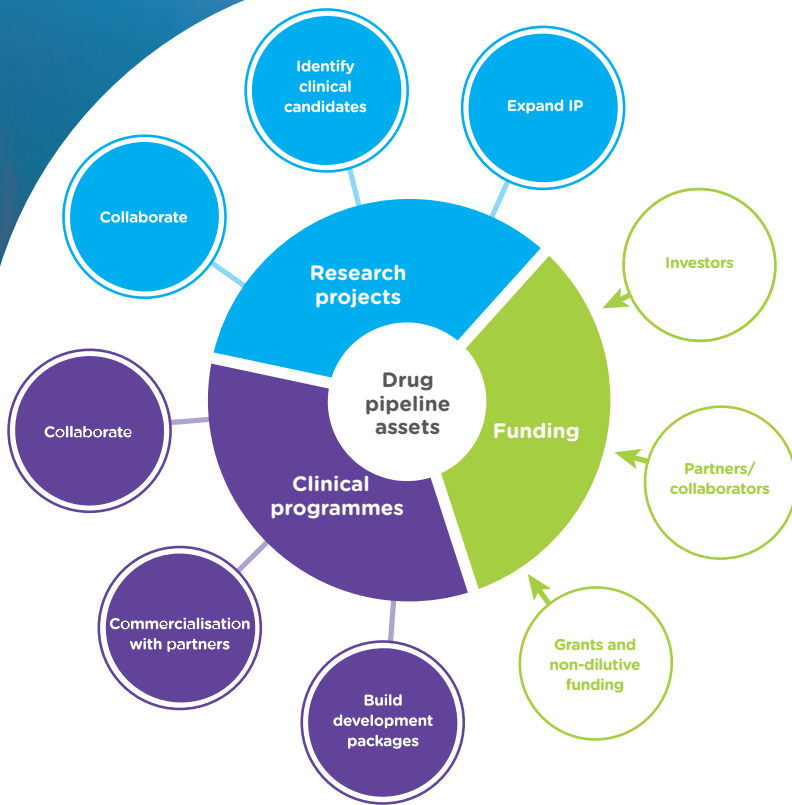 Identify
clinical
candidates
Expand IP
Collaborate
Research
projects
Investors
Drug
pipeline
assets
Funding
Collaborate
Clinical
programmes
Partners/
collaborators
Commercialisation
with partners
Grants and
non-dilutive
funding
Build
development
packages